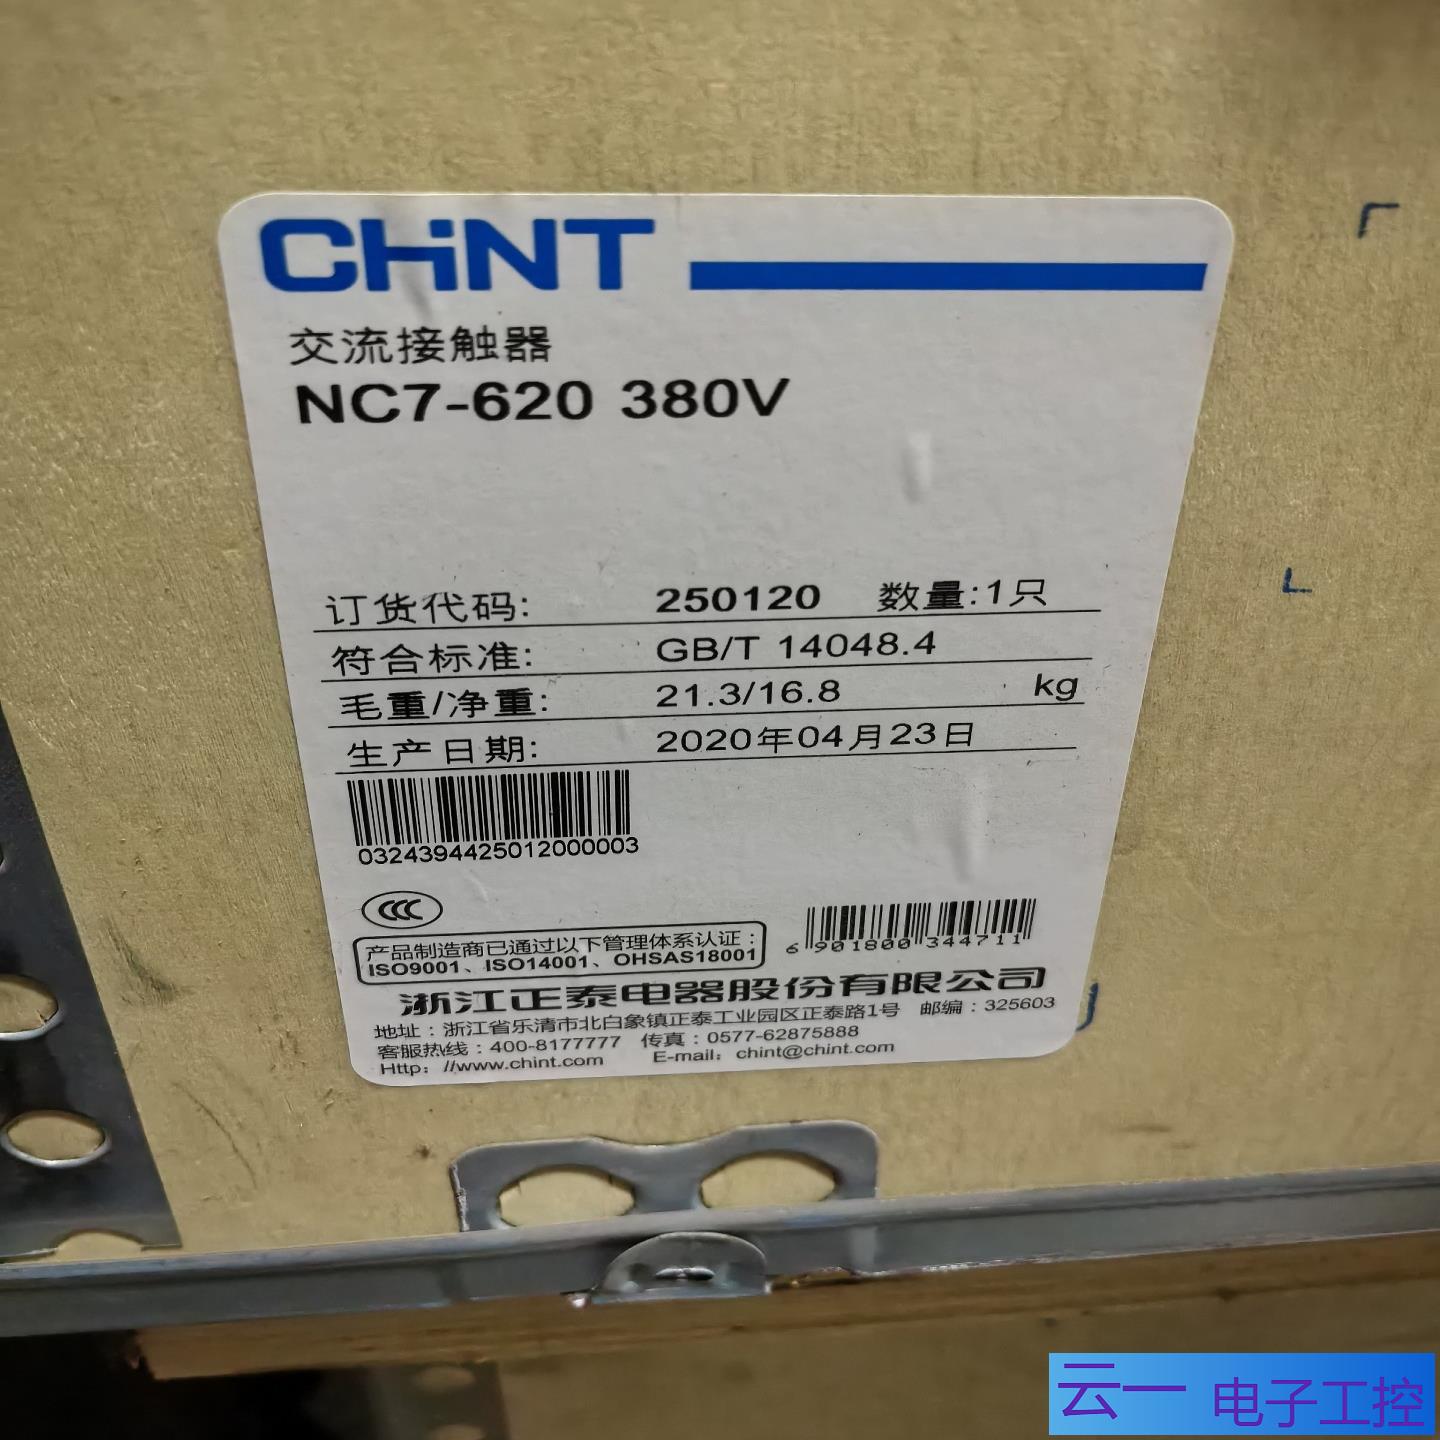 CHINT
交流接触器
NC7-620 380V
订货代码: 250120 数量:1只
符合标准: GB/T 14048.4
毛重/净重: 21.3/16.8 kg
生产日期: 2020年04月23日
0324394425012000003
CCC
产品制造商已通过以下管理体系认证:
ISO9001、ISO14001、OHSAS18001
6 901800 344711
浙江正泰电器股份有限公司
地址:浙江省乐清市北白象镇正泰工业园区正泰路1号 邮编:325603
客服热线:400-8177777 传真:0577-62875888
Http: //www.chint.com E-mail: chint@chint.com
云一 电子工控